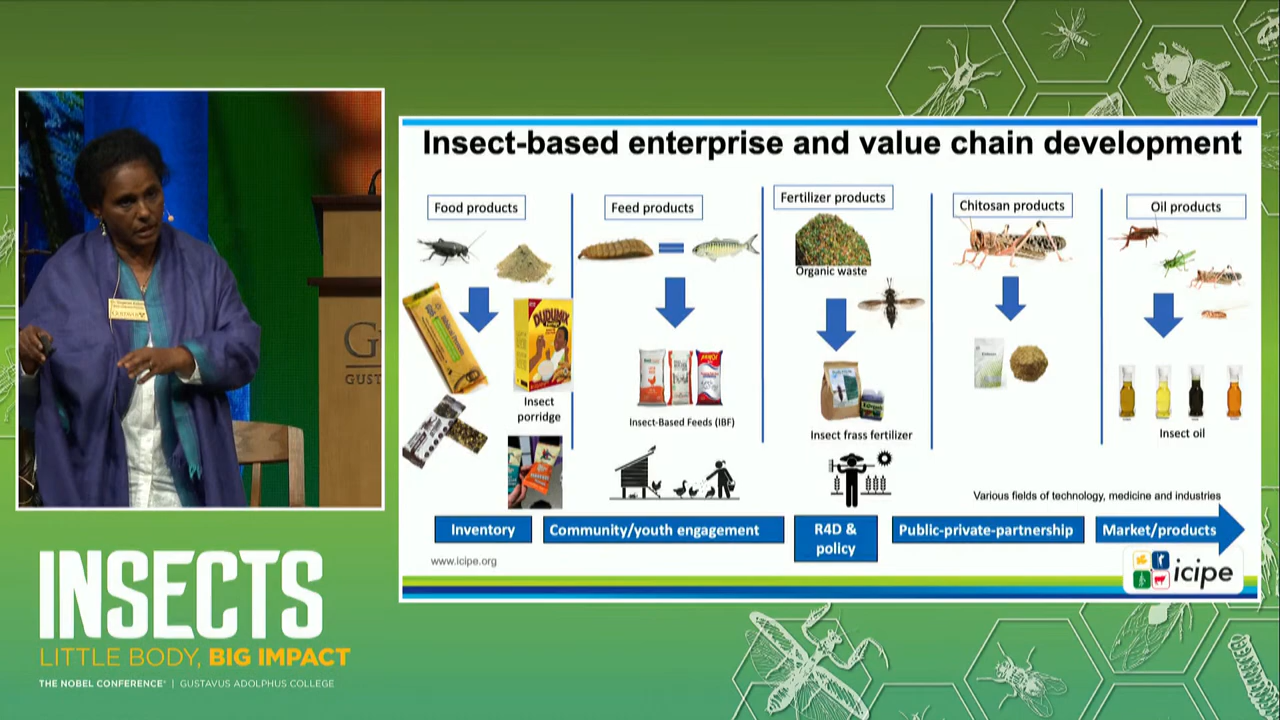 Insect-based enterprise and value chain development
Food products
Feed products
Fertilizer products
Chitosan products
Oil products
Organic waste
DUDUMIX
Insect
porridge
Insect-Based Feeds (IBF)
Insect frass fertilizer
Insect oil
Various fields of technology, medicine and industries
Inventory
Community/youth engagement
R4D &
policy
Public-private-partnership
Market/products
www.icipe.org
icipe
G
GUST
INSECTS
LITTLE BODY, BIG IMPACT
THE NOBEL CONFERENCE® | GUSTAVUS ADOLPHUS COLLEGE